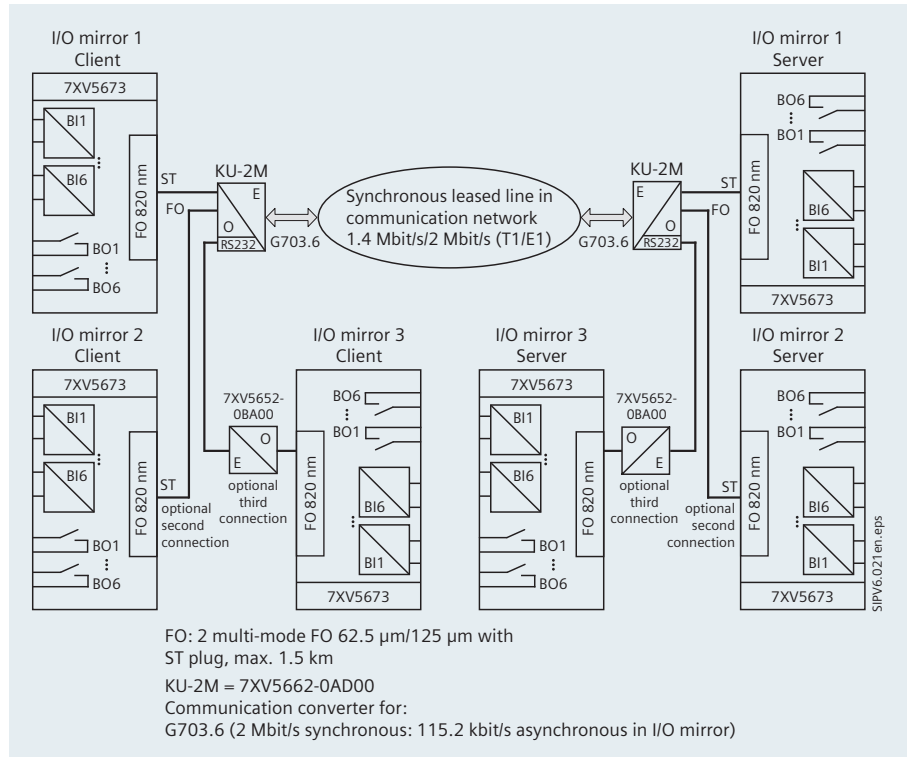 I/O mirror 1
Client
7XV5673
BI1
BI6
BO1
BO6
FO 820 nm
ST
FO
KU-2M
E
O
RS232
G703.6
Synchronous leased line in
communication network
1.4 Mbit/s/2 Mbit/s (T1/E1)
G703.6
KU-2M
E
O
RS232
ST
FO
I/O mirror 1
Server
BO6
BO1
FO 820 nm
BI6
BI1
7XV5673
I/O mirror 2
Client
7XV5673
BI1
BI6
BO1
BO6
FO 820 nm
ST
optional
second
connection
7XV5652-
0BA00
O
E
optional
third
connection
I/O mirror 3
Client
BO6
BO1
FO 820 nm
BI6
BI1
7XV5673
I/O mirror 3
Server
7XV5673
BI1
BI6
BO1
BO6
FO 820 nm
7XV5652-
0BA00
O
E
optional
third
connection
ST
optional
second
connection
I/O mirror 2
Server
BO6
BO1
FO 820 nm
BI6
BI1
7XV5673
SIPV6.021en.eps
FO: 2 multi-mode FO 62.5 µm/125 µm with
ST plug, max. 1.5 km
KU-2M = 7XV5662-0AD00
Communication converter for:
G703.6 (2 Mbit/s synchronous: 115.2 kbit/s asynchronous in I/O mirror)